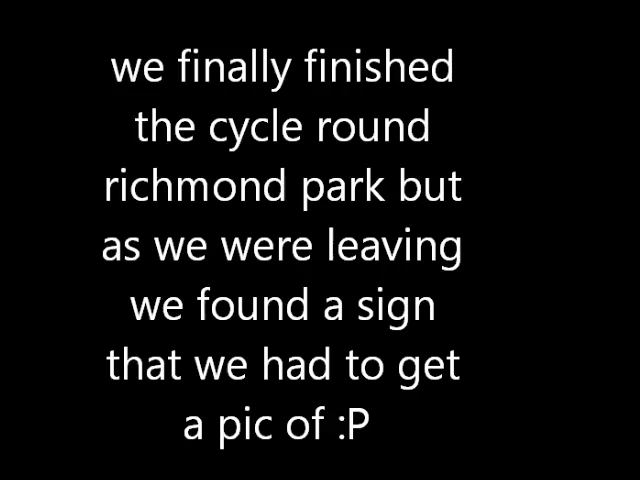 we finally finished
the cycle round
richmond park but
as we were leaving
we found a sign
that we had to get
a pic of :P